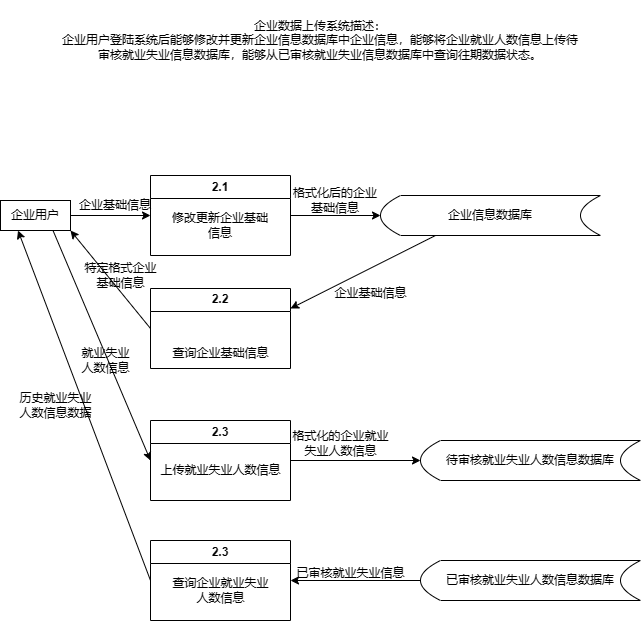 企业数据上传系统描述：
企业用户登陆系统后能够修改并更新企业信息数据库中企业信息，能够将企业就业人数信息上传待
审核就业失业信息数据库，能够从已审核就业失业信息数据库中查询往期数据状态。
2.1
企业用户
企业基础信息
修改更新企业基础
信息
格式化后的企业
基础信息
企业信息数据库
特定格式企业
基础信息
2.2
查询企业基础信息
企业基础信息
就业失业
人数信息
历史就业失业
人数信息数据
2.3
上传就业失业人数信息
格式化的企业就业
失业人数信息
待审核就业失业人数信息数据库
2.3
查询企业就业失业
人数信息
已审核就业失业信息
已审核就业失业人数信息数据库